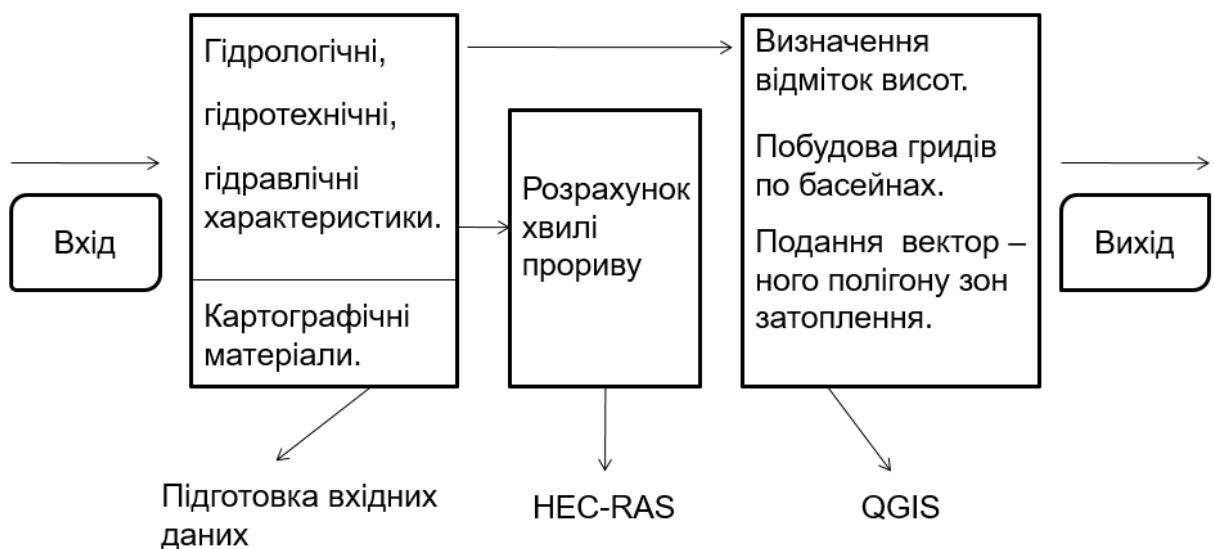 Вхід
Гідрологічні,
гідротехнічні,
гідравлічні
характеристики.
Картографічні
матеріали.
Розрахунок
хвилі
прориву
Визначення
відміток висот.
Побудова гридів
по басейнах.
Подання вектор –
ного полігону зон
затоплення.
Вихід
Підготовка вхідних
даних
HEC-RAS
QGIS